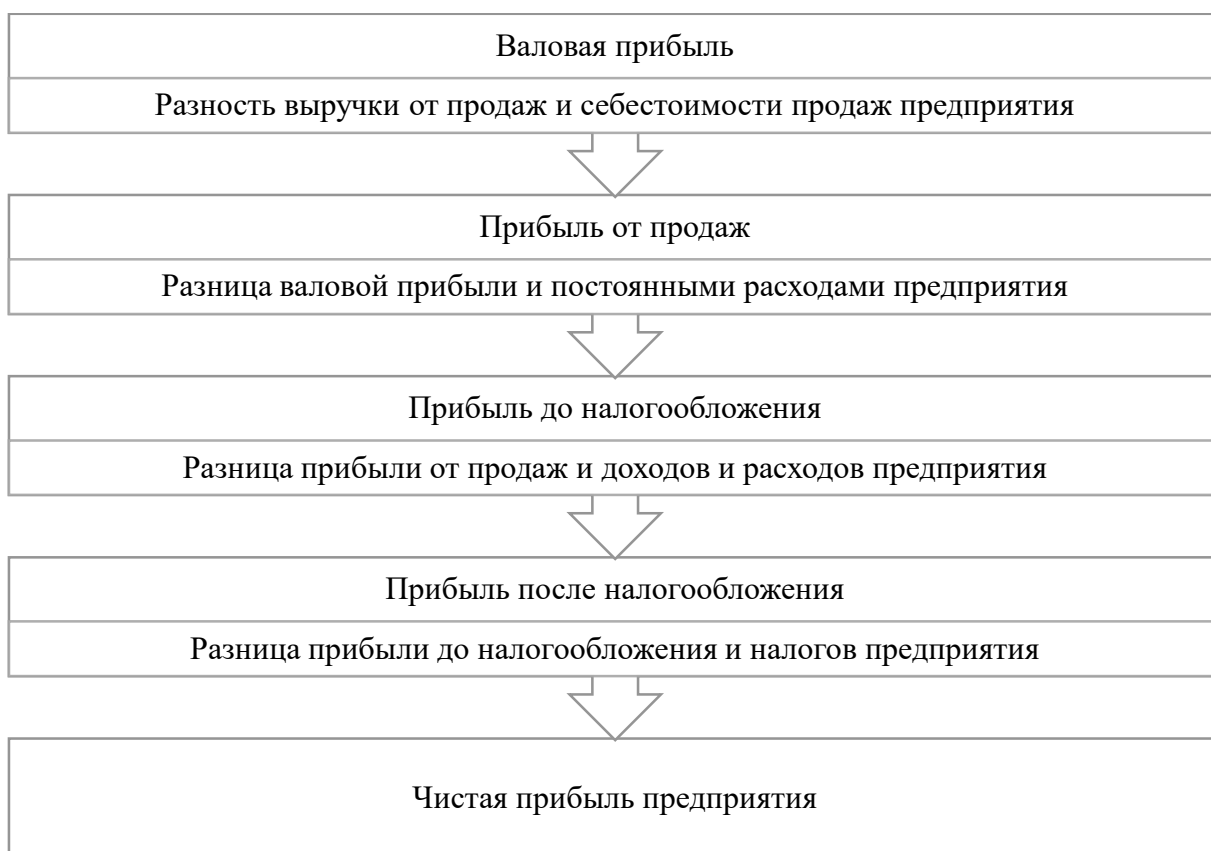 Валовая прибыль
Разность выручки от продаж и себестоимости продаж предприятия
Прибыль от продаж
Разница валовой прибыли и постоянными расходами предприятия
Прибыль до налогообложения
Разница прибыли от продаж и доходов и расходов предприятия
Прибыль после налогообложения
Разница прибыли до налогообложения и налогов предприятия
Чистая прибыль предприятия